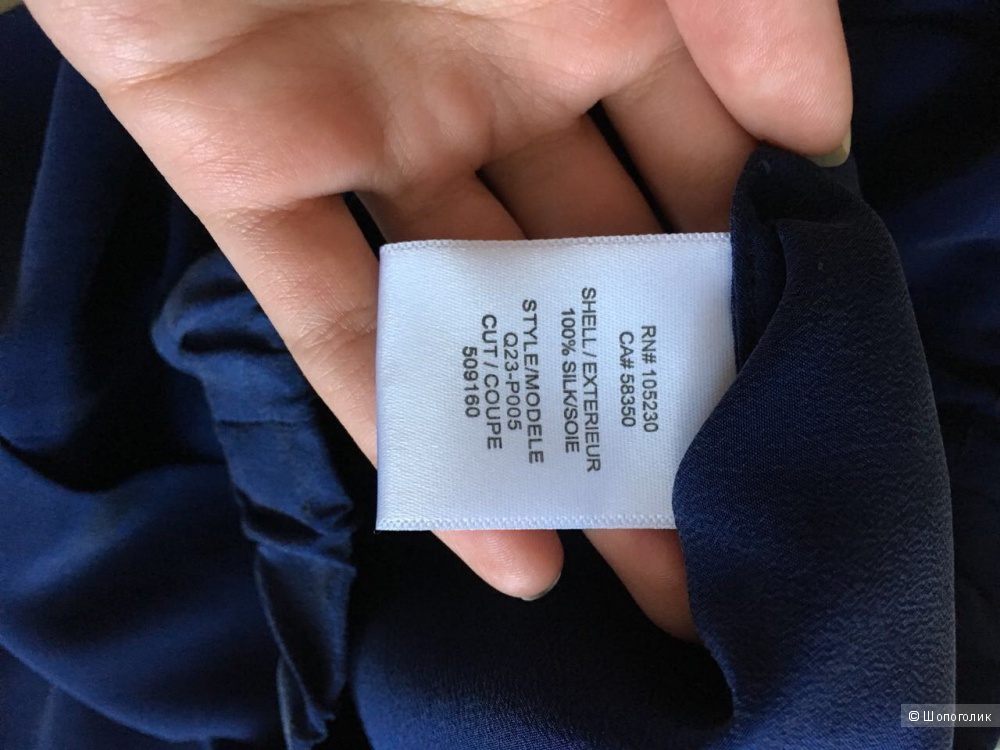 RN# 105230
CA# 58350
SHELL / EXTERIEUR
100% SILK/SOIE
STYLE/MODELE
Q23-P005
CUT / COUPE
509160
© Шопоголик